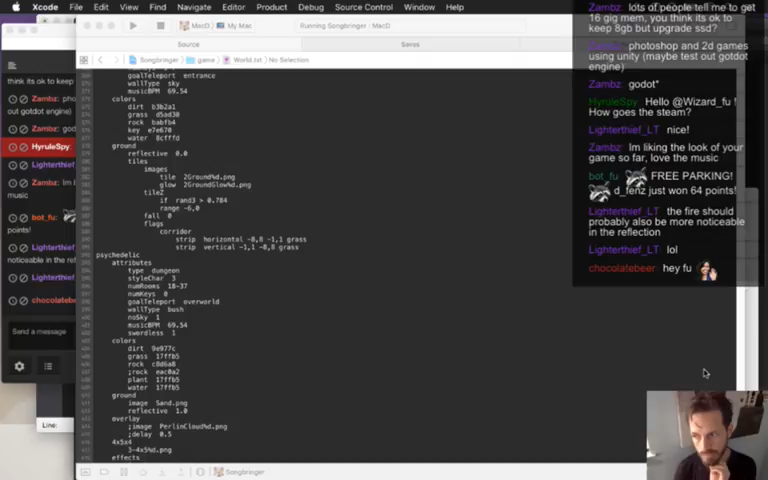 Xcode File Edit View Find Navigate Editor Product Debug Source Control Window Help
MacD My Mac
Running Songbringer : MacD
Source
Saves
Songbringer game World.txt No Selection
goalTeleport entrance
wallType sky
musicBPM 69.54
colors
dirt b3b2a1
grass d5ad30
rock babfb4
key e7e670
water 8cfffd
ground
reflective 0.0
tiles
images
tile 2Ground%d.png
glow 2GroundGlow%d.png
tileZ
if rand3 > 0.784
range -6,0
fall 0
flags
corridor
strip horizontal -8,8 -1,1 grass
strip vertical -1,1 -8,8 grass
psychedelic
attributes
type dungeon
styleChar 3
numRooms 18-37
numKeys 0
goalTeleport overworld
wallType bush
noSky 1
musicBPM 69.54
swordless 1
colors
dirt 9e977c
grass 17ffb5
rock c8d6a8
;rock eac0a2
plant 17ffb5
water 17ffb5
ground
image Sand.png
reflective 1.0
overlay
;image PerlinCloud%d.png
;delay 0.5
4x5x4
3-4x5%d.png
effects
Songbringer
think its ok to keep
Zambz: pho
out gotdot engine)
Zambz: god
HyruleSpy
Lighterthief
Zambz: Im l
music
bot_fu:
points!
Lighterthief
noticeable in the ref
Lighterthief
chocolatebee
Send a message
Line:
Zambz: lots of people tell me to get
16 gig mem, you think its ok to
keep 8gb but upgrade ssd?
Zambz: photoshop and 2d games
using unity (maybe test out gotdot
engine)
Zambz: godot*
HyruleSpy Hello @Wizard_fu !
How goes the steam?
Lighterthief_LT nice!
Zambz: Im liking the look of your
game so far, love the music
bot_fu FREE PARKING!
d_fenz just won 64 points!
Lighterthief_LT the fire should
probably also be more noticeable
in the reflection
Lighterthief_LT lol
chocolatebeer hey fu